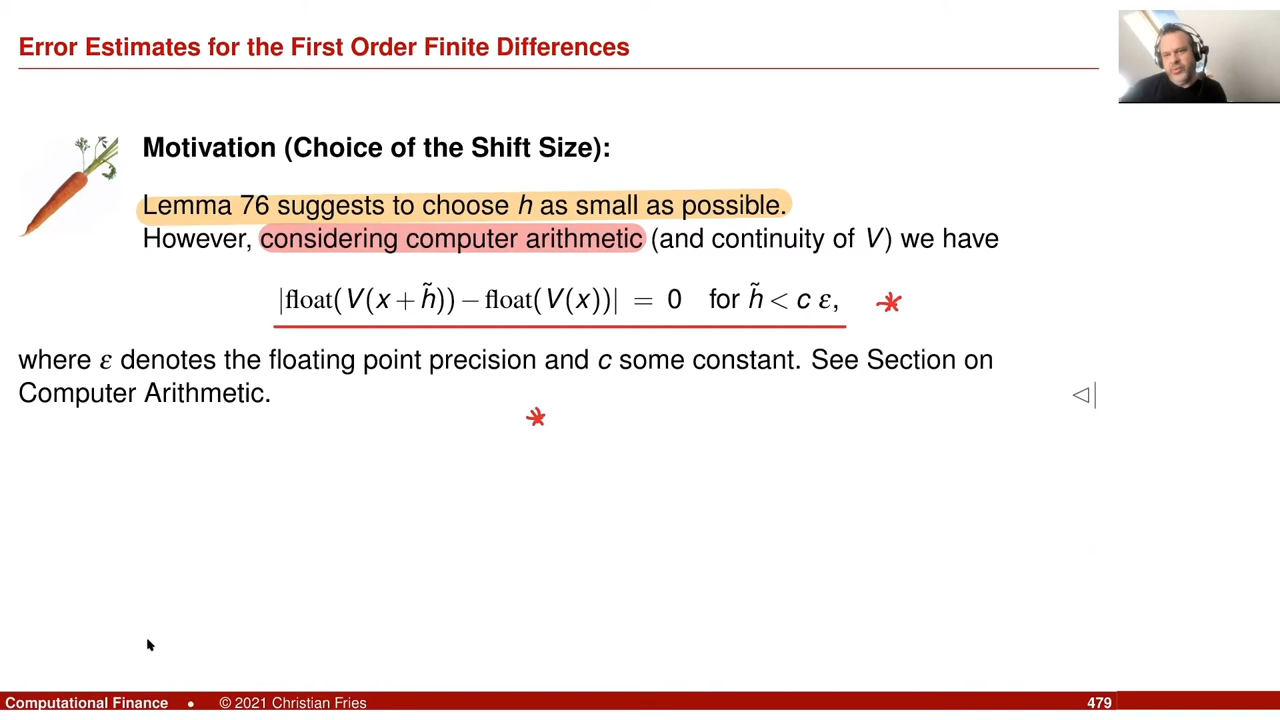 Error Estimates for the First Order Finite Differences
Motivation (Choice of the Shift Size):
Lemma 76 suggests to choose h as small as possible.
However, considering computer arithmetic (and continuity of V) we have
|float(V(x + h̃)) − float(V(x))| = 0 for h̃ < c ε, *
where ε denotes the floating point precision and c some constant. See Section on
Computer Arithmetic. ◁|
*
Computational Finance • © 2021 Christian Fries 479